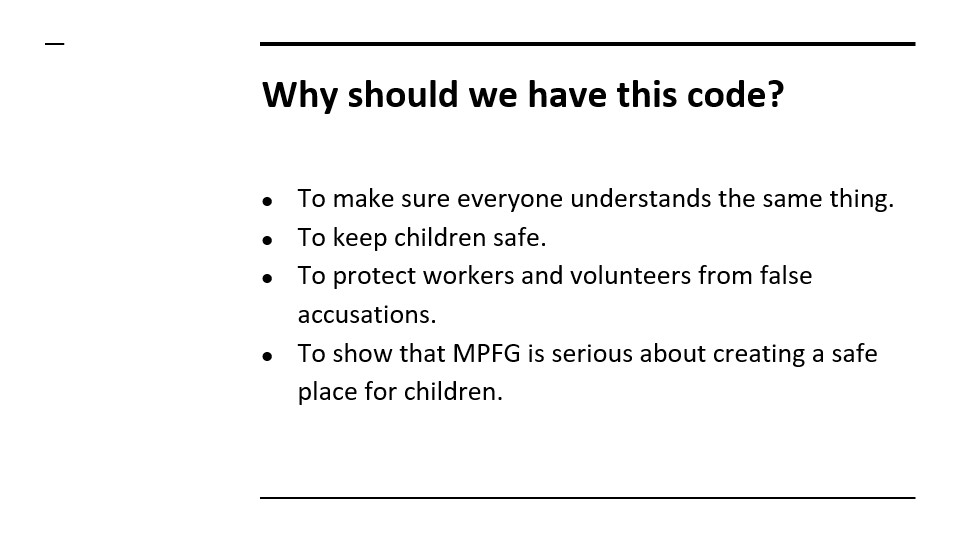 Why should we have this code?
● To make sure everyone understands the same thing.
● To keep children safe.
● To protect workers and volunteers from false
accusations.
● To show that MPFG is serious about creating a safe
place for children.